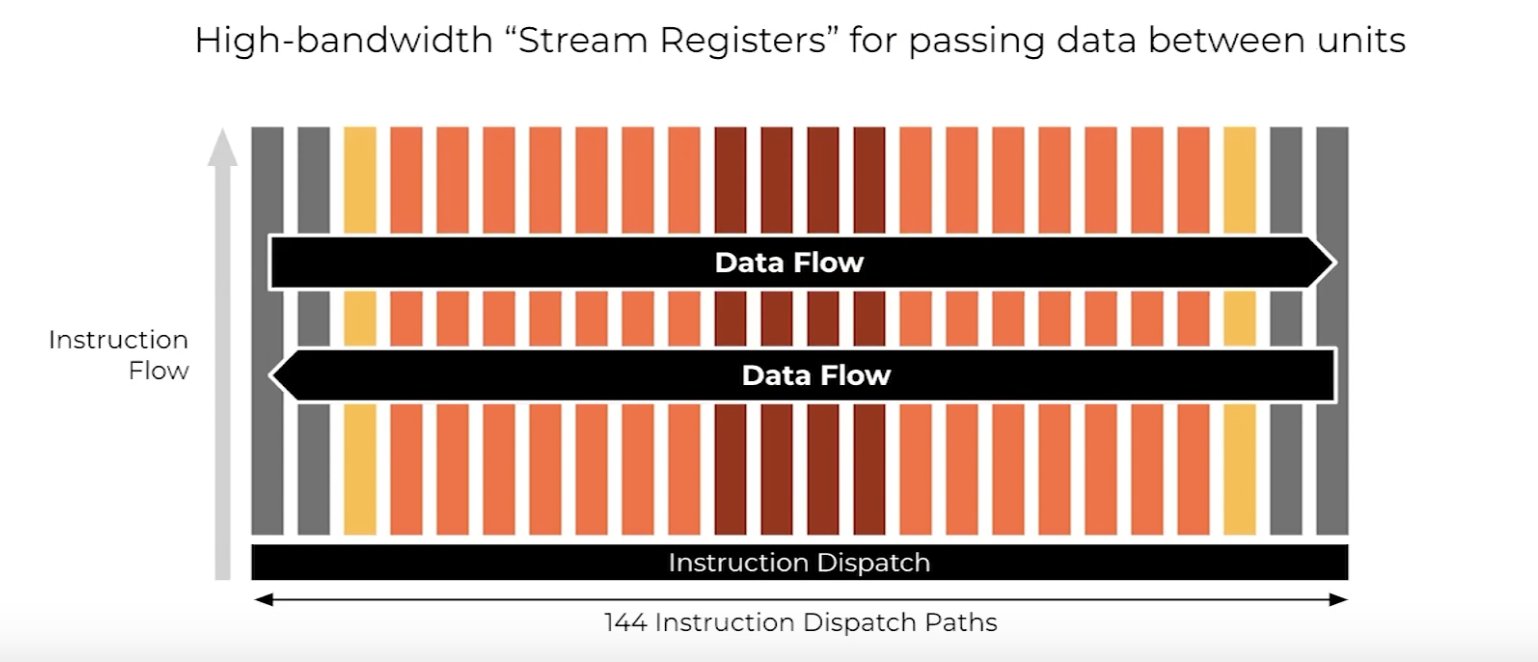 High-bandwidth “Stream Registers” for passing data between units
Data Flow
Instruction
Flow
Data Flow
Instruction Dispatch
144 Instruction Dispatch Paths